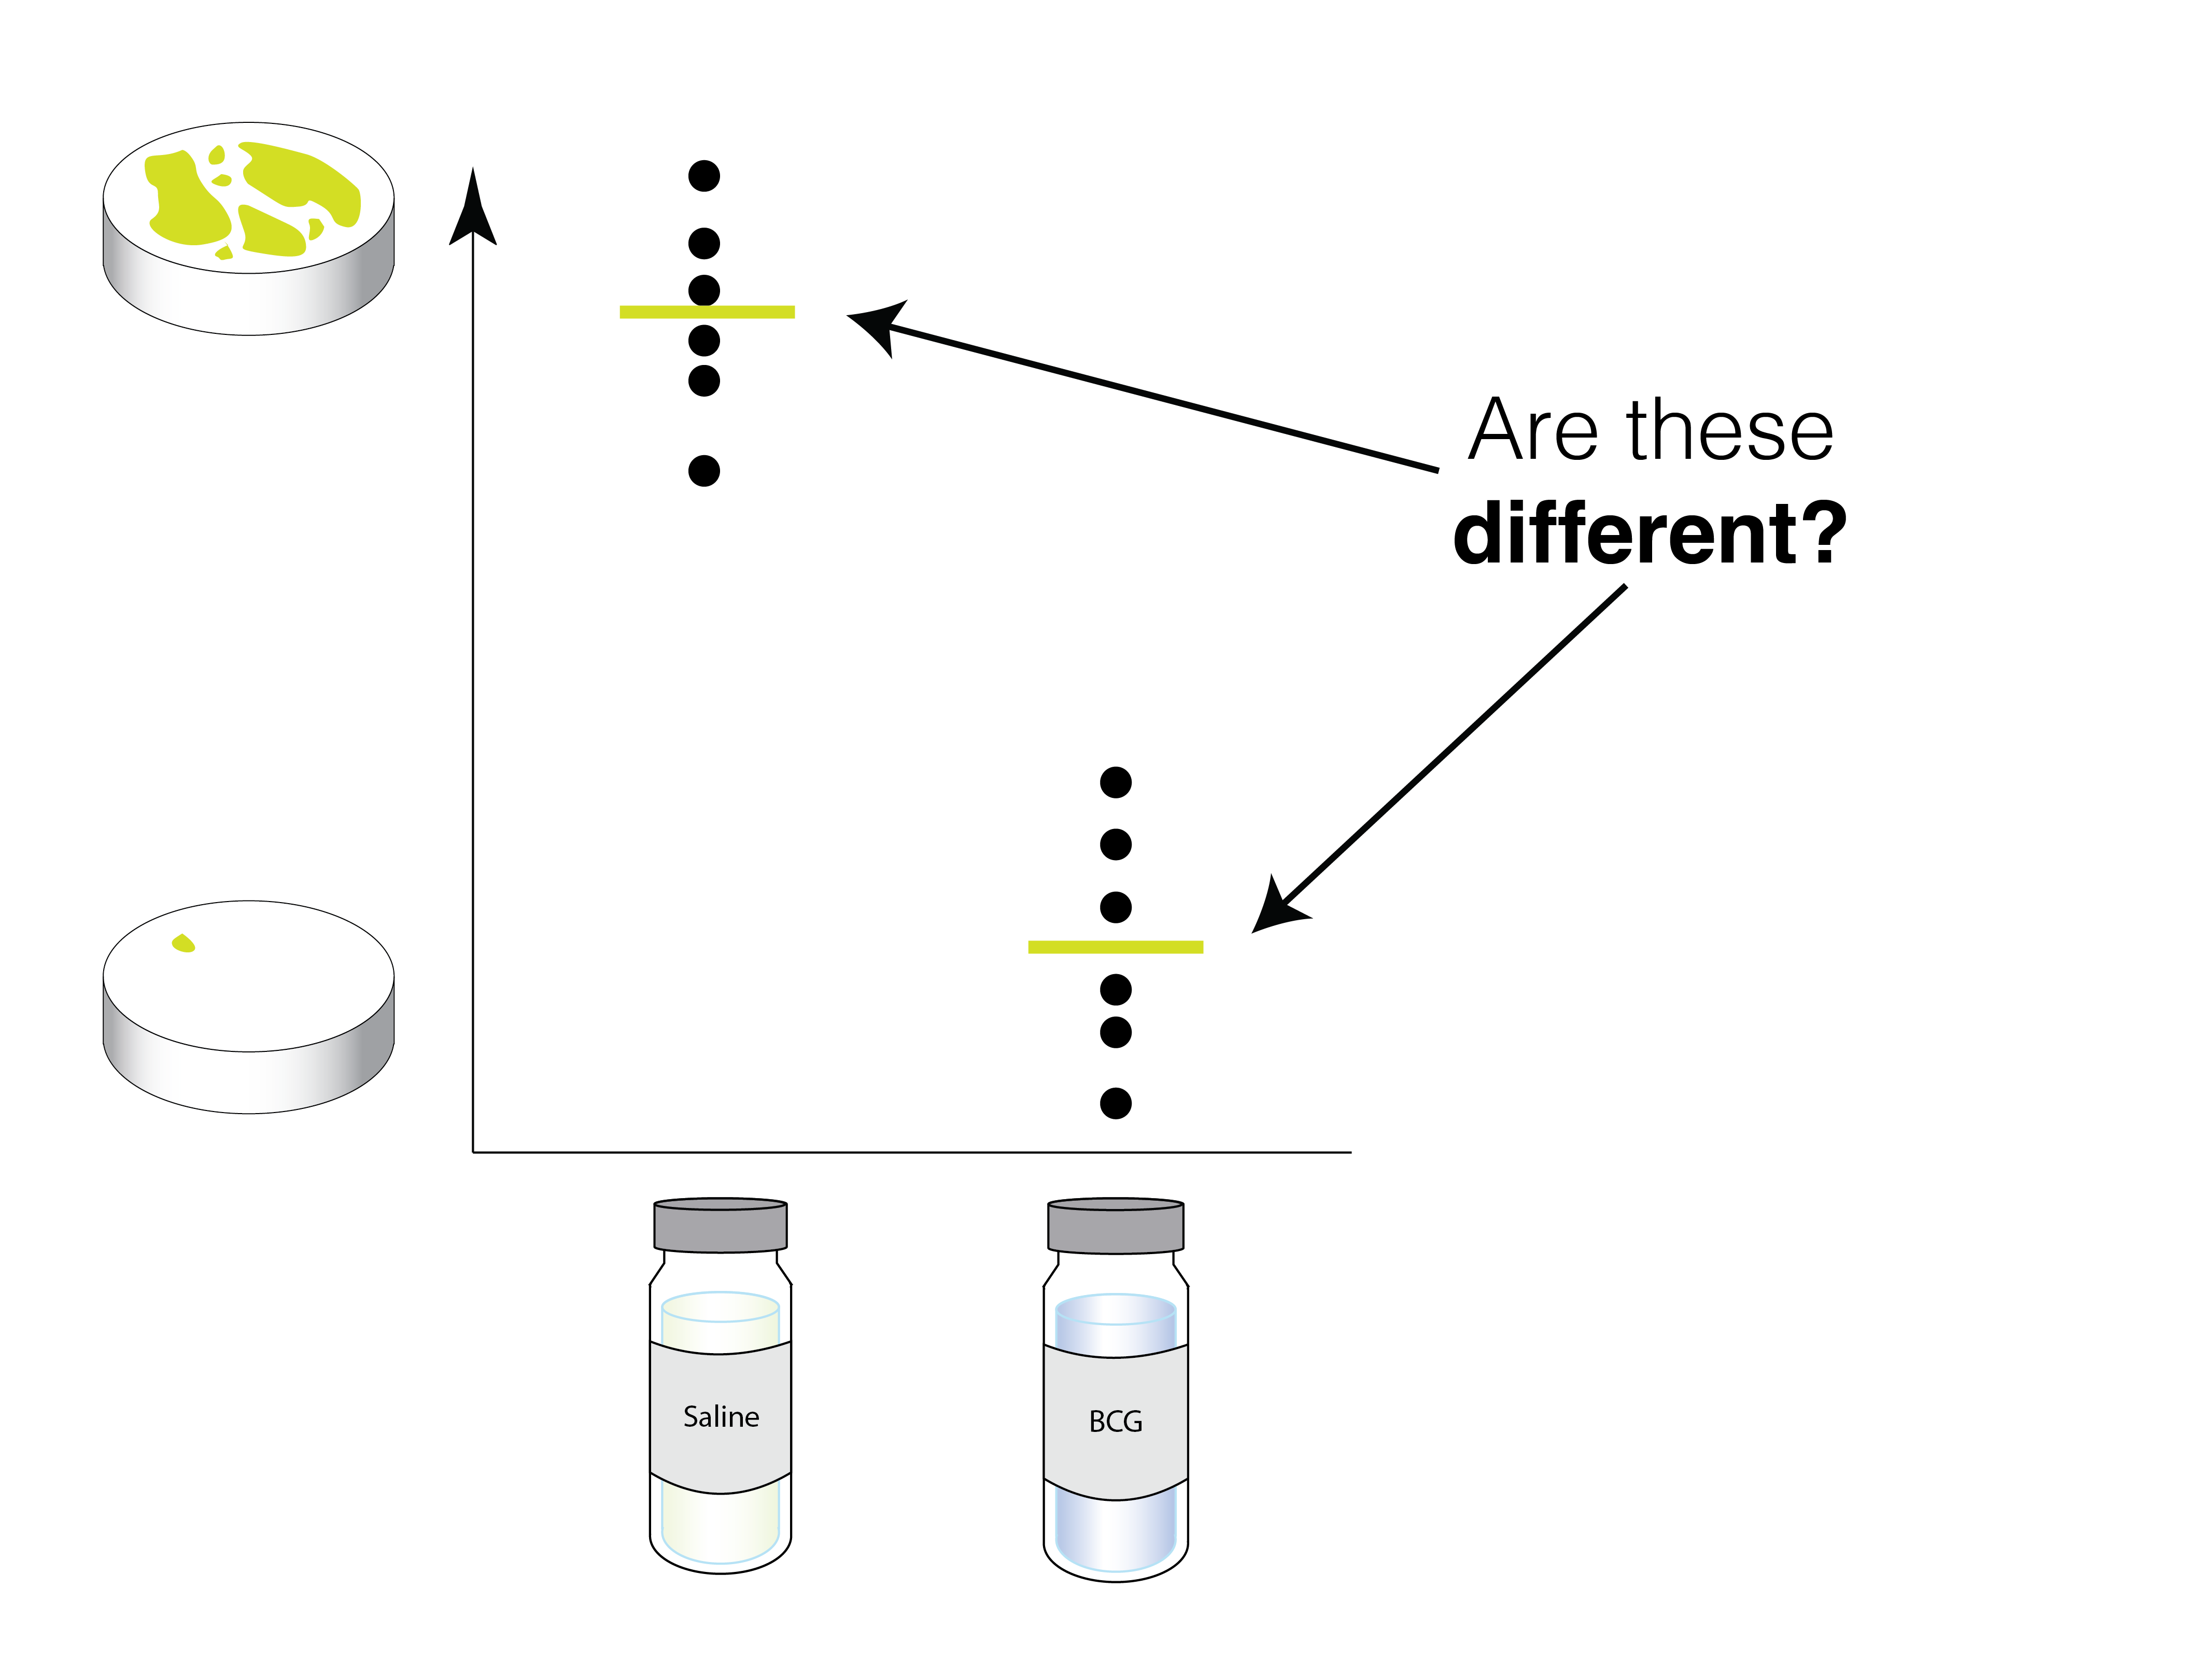 Are these
different?
Saline
BCG